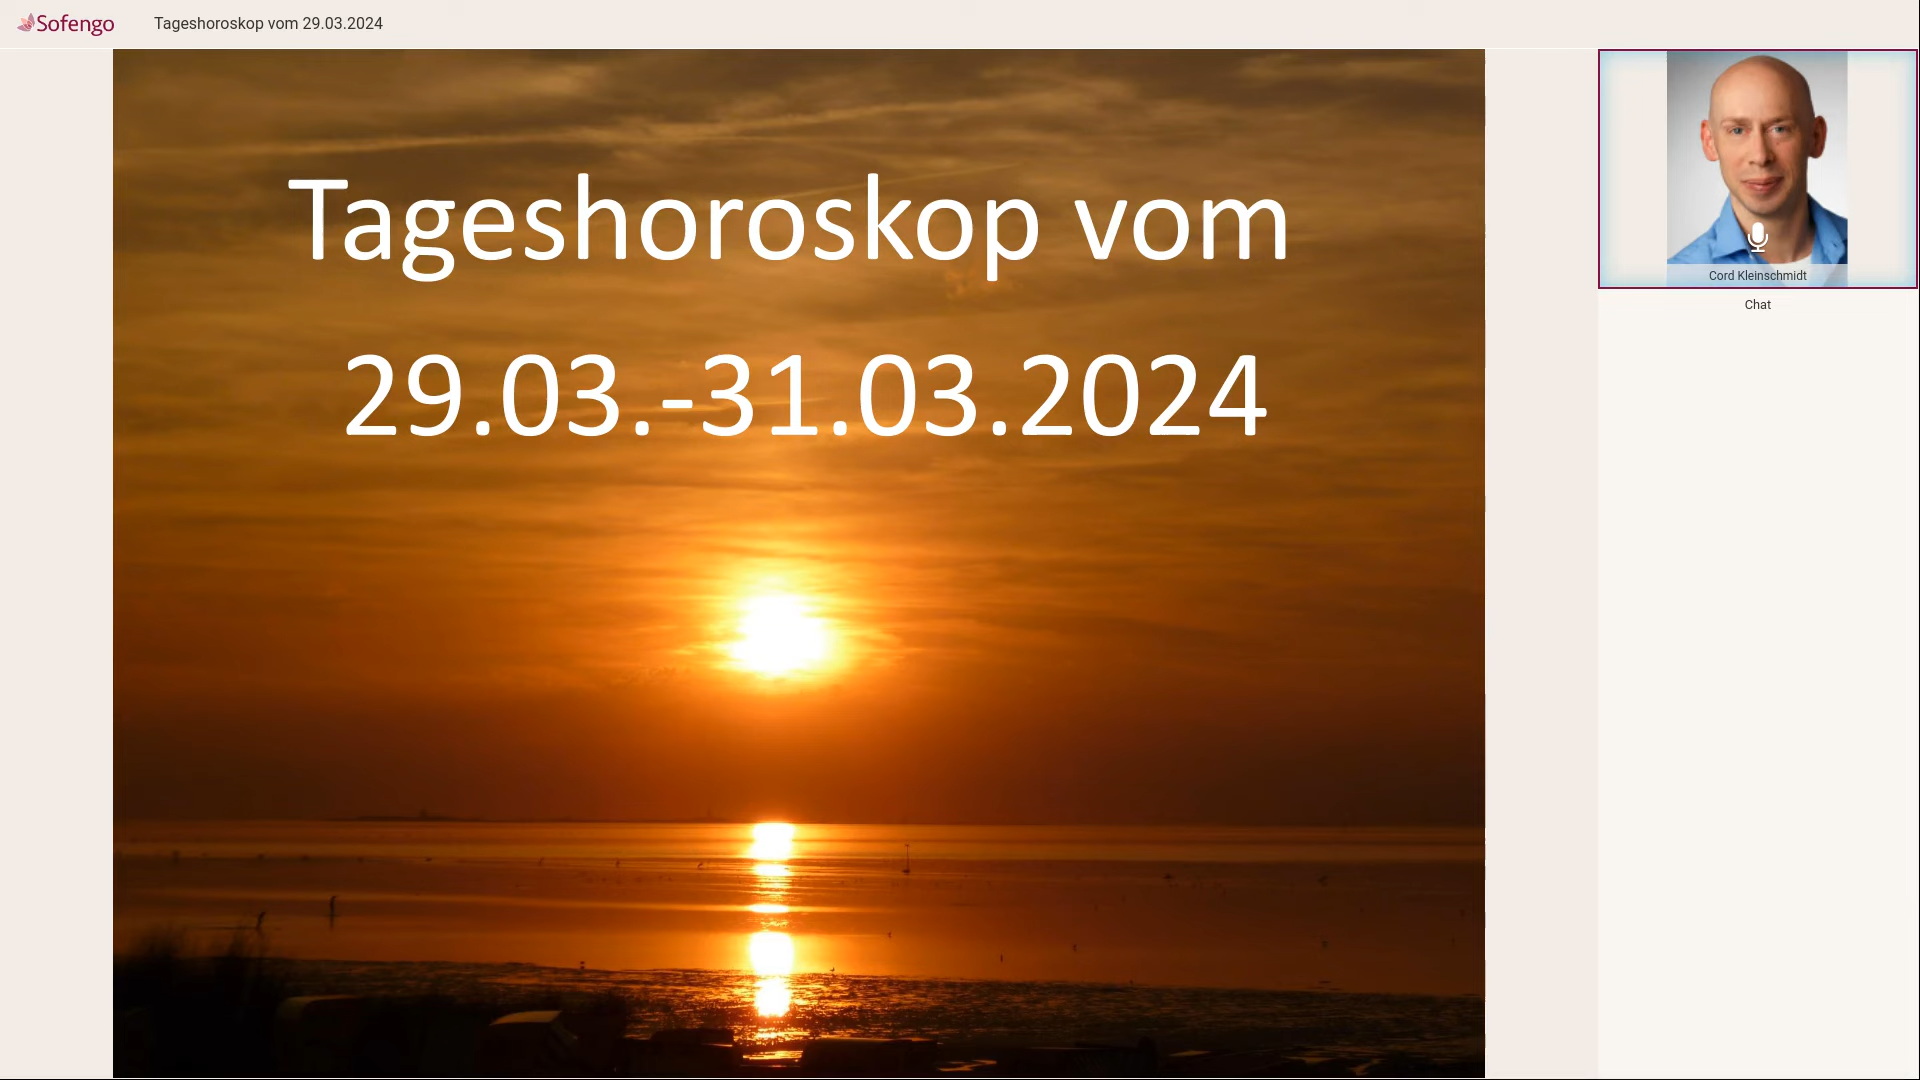 Sofengo
Tageshoroskop vom 29.03.2024
Tageshoroskop vom
29.03.-31.03.2024
Cord Kleinschmidt
Chat